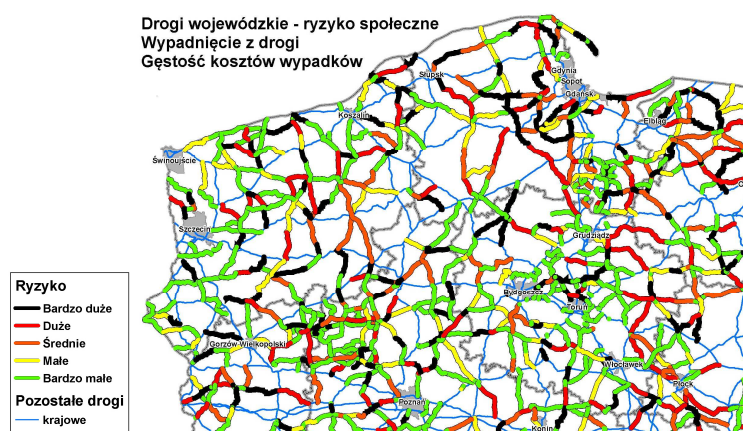 Drogi wojewódzkie - ryzyko społeczne
Wypadnięcie z drogi
Gęstość kosztów wypadków
Słupsk
Gdynia
Sopot
Gdańsk
Koszalin
Elbląg
Świnoujście
Szczecin
Grudziądz
Bydgoszcz
Toruń
Gorzów Wielkopolski
Włocławek
Płock
Poznań
Konin
Ryzyko
Bardzo duże
Duże
Średnie
Małe
Bardzo małe
Pozostałe drogi
krajowe